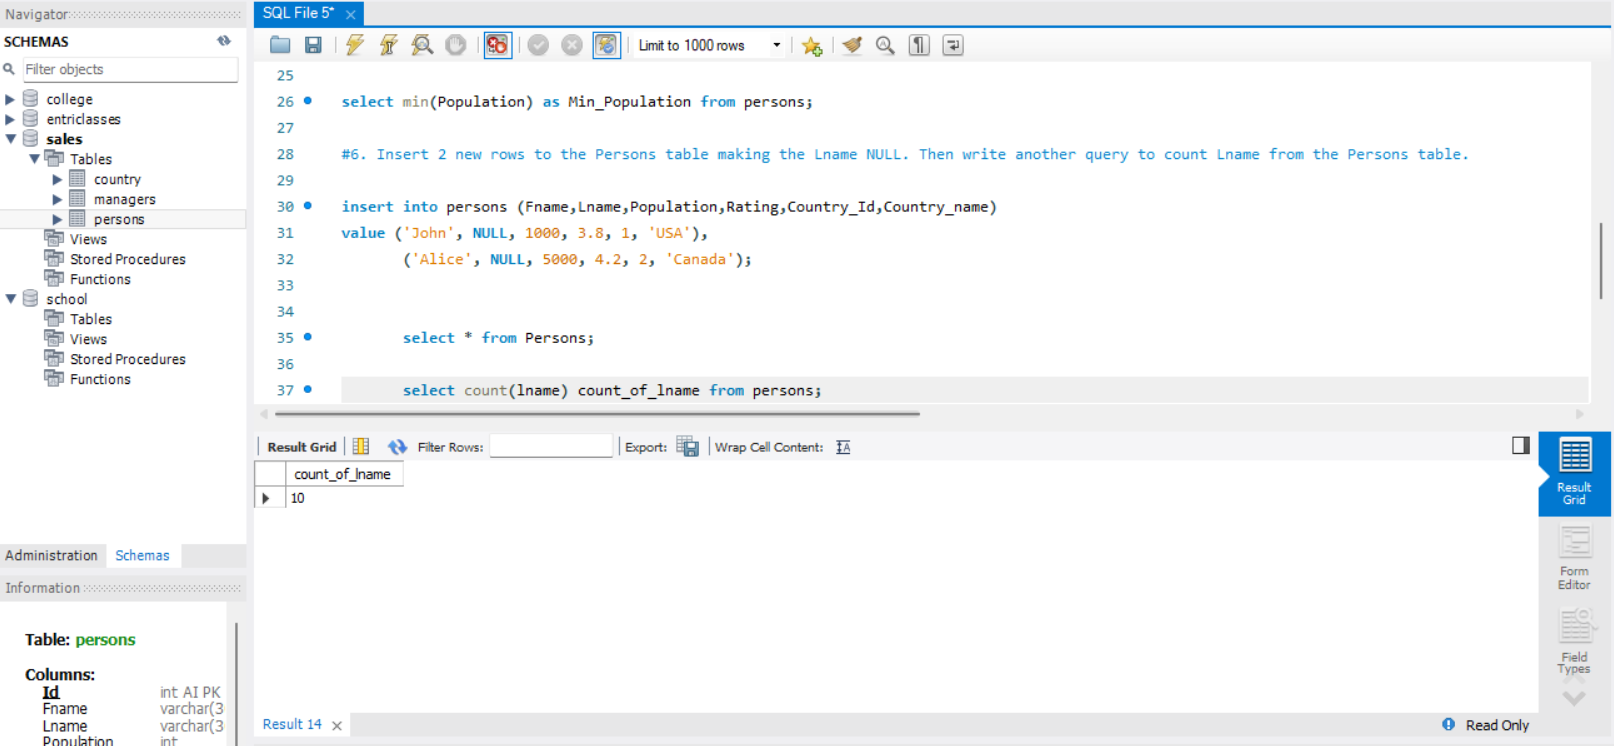 Navigator
SCHEMAS
Filter objects
college
entriclasses
sales
Tables
country
managers
persons
Views
Stored Procedures
Functions
school
Tables
Views
Stored Procedures
Functions
Administration Schemas
Information
Table: persons
Columns:
Id int AI PK
Fname varchar(3
Lname varchar(3
Population int
SQL File 5*
Limit to 1000 rows
25
26 select min(Population) as Min_Population from persons;
27
28 #6. Insert 2 new rows to the Persons table making the Lname NULL. Then write another query to count Lname from the Persons table.
29
30 insert into persons (Fname,Lname,Population,Rating,Country_Id,Country_name)
31 value ('John', NULL, 1000, 3.8, 1, 'USA'),
32 ('Alice', NULL, 5000, 4.2, 2, 'Canada');
33
34
35 select * from Persons;
36
37 select count(lname) count_of_lname from persons;
Result Grid Filter Rows: Export: Wrap Cell Content:
count_of_lname
10
Result
Grid
Form
Editor
Field
Types
Result 14
Read Only